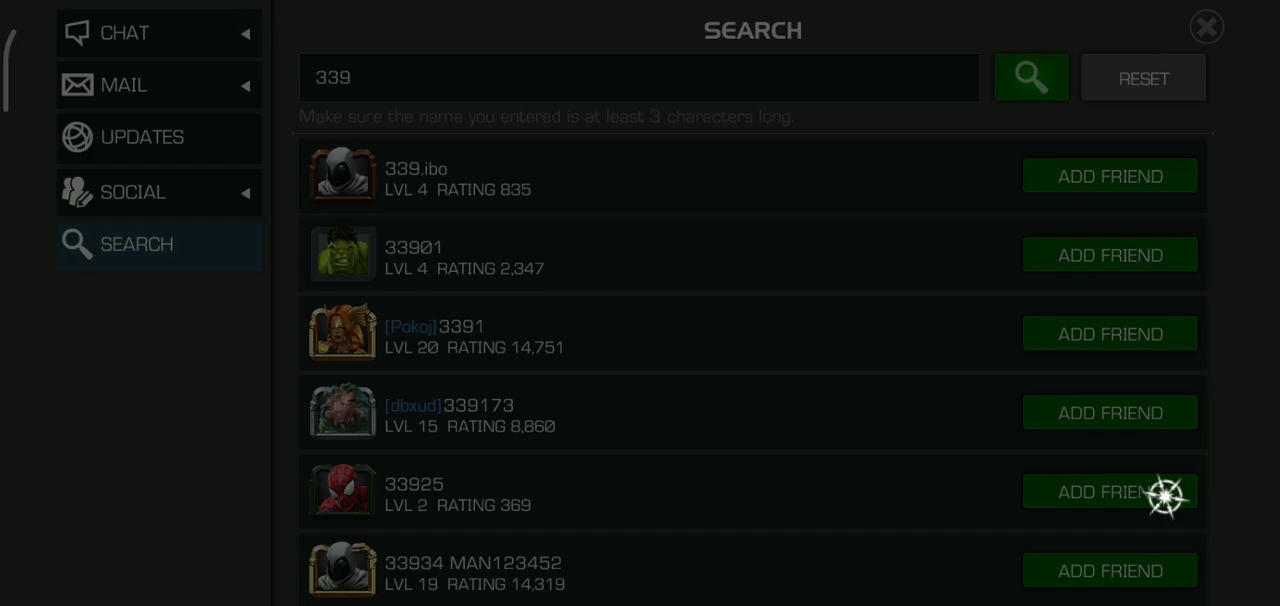 CHAT
MAIL
UPDATES
SOCIAL
SEARCH
SEARCH
339
RESET
Make sure the name you entered is at least 3 characters long.
339.ibo
LVL 4 RATING 835
ADD FRIEND
33901
LVL 4 RATING 2,347
ADD FRIEND
[Pokoj]3391
LVL 20 RATING 14,751
ADD FRIEND
[dbxud]339173
LVL 15 RATING 8,860
ADD FRIEND
33925
LVL 2 RATING 369
ADD FRIEND
33934 MAN123452
LVL 19 RATING 14,319
ADD FRIEND